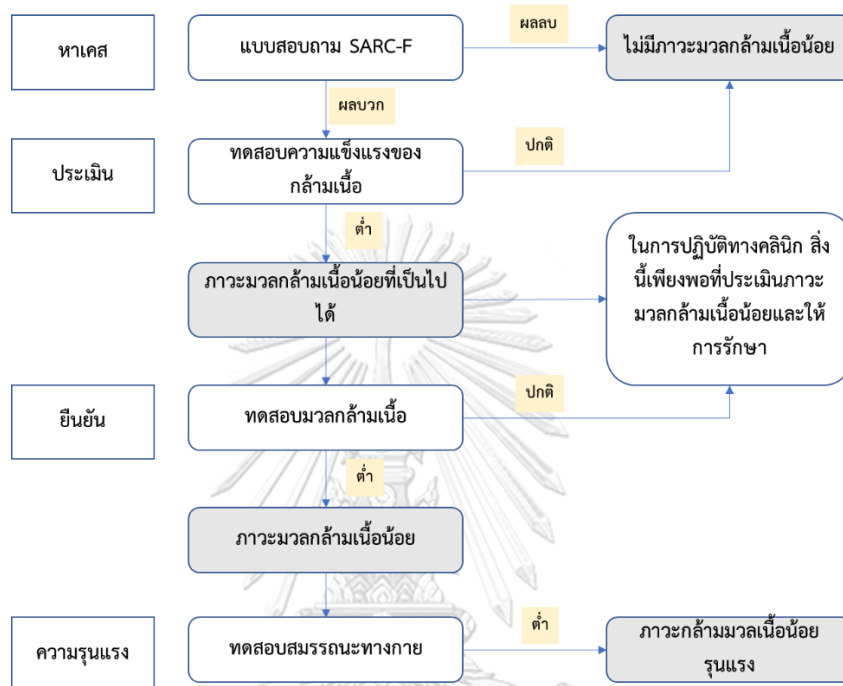 หาเคส
แบบสอบถาม SARC-F
ผลลบ
ไม่มีภาวะมวลกล้ามเนื้อน้อย
ผลบวก
ประเมิน
ทดสอบความแข็งแรงของ
กล้ามเนื้อ
ปกติ
ต่ำ
ภาวะมวลกล้ามเนื้อน้อยที่เป็นไป
ได้
ในการปฏิบัติทางคลินิก สิ่ง
นี้เพียงพอที่ประเมินภาวะ
มวลกล้ามเนื้อน้อยและให้
การรักษา
ยืนยัน
ทดสอบมวลกล้ามเนื้อ
ปกติ
ต่ำ
ภาวะมวลกล้ามเนื้อน้อย
ความรุนแรง
ทดสอบสมรรถนะทางกาย
ต่ำ
ภาวะกล้ามมวลเนื้อน้อย
รุนแรง